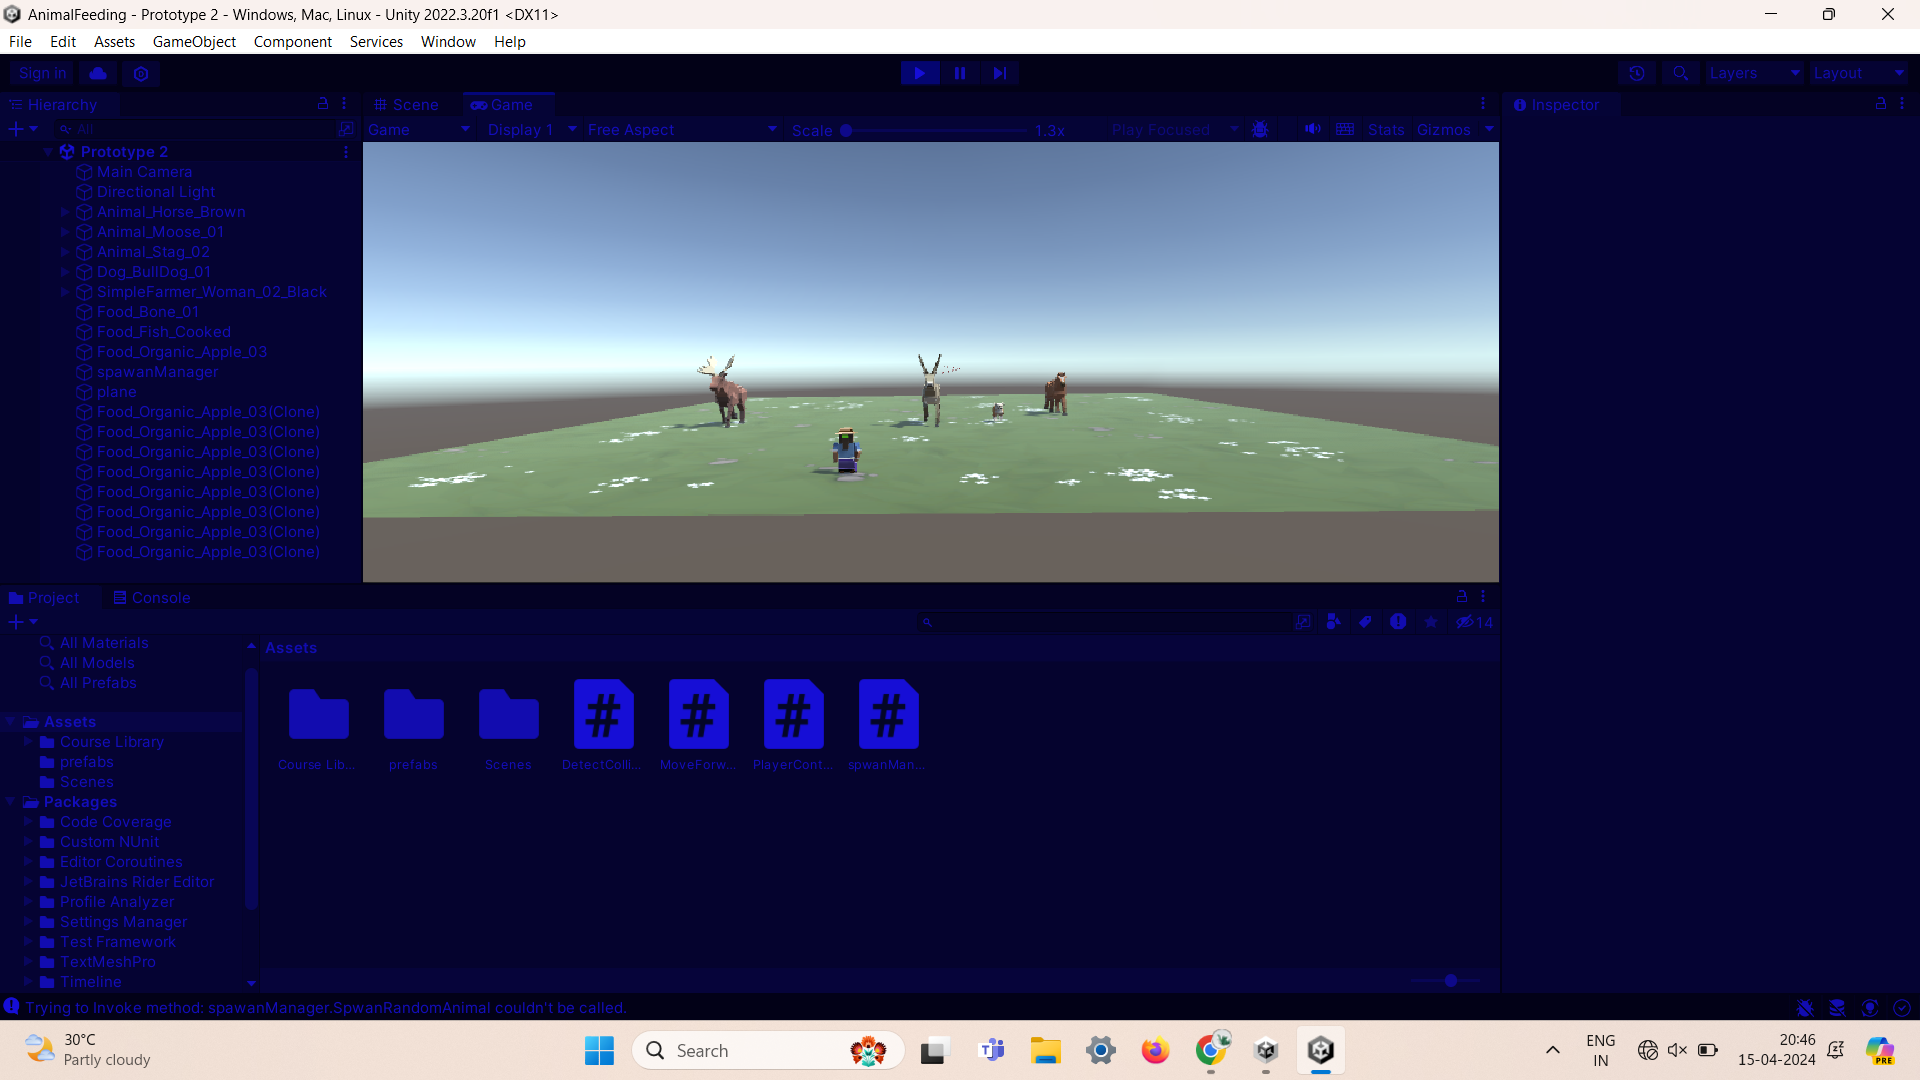 AnimalFeeding - Prototype 2 - Windows, Mac, Linux - Unity 2022.3.20f1 <DX11>
File Edit Assets GameObject Component Services Window Help
Sign in Layers Layout
Hierarchy
All
Prototype 2
Main Camera
Directional Light
Animal_Horse_Brown
Animal_Moose_01
Animal_Stag_02
Dog_BullDog_01
SimpleFarmer_Woman_02_Black
Food_Bone_01
Food_Fish_Cooked
Food_Organic_Apple_03
spawanManager
plane
Food_Organic_Apple_03(Clone)
Food_Organic_Apple_03(Clone)
Food_Organic_Apple_03(Clone)
Food_Organic_Apple_03(Clone)
Food_Organic_Apple_03(Clone)
Food_Organic_Apple_03(Clone)
Food_Organic_Apple_03(Clone)
Food_Organic_Apple_03(Clone)
Scene Game
Game Display 1 Free Aspect Scale 1.3x Play Focused Stats Gizmos
Inspector
Project Console
14
All Materials
All Models
All Prefabs
Assets
Course Library
prefabs
Scenes
Packages
Code Coverage
Custom NUnit
Editor Coroutines
JetBrains Rider Editor
Profile Analyzer
Settings Manager
Test Framework
TextMeshPro
Timeline
Assets
Course Lib... prefabs Scenes DetectColli... MoveForw... PlayerCont... spwanMan...
Trying to Invoke method: spawanManager.SpwanRandomAnimal couldn't be called.
30°C
Partly cloudy
Search
ENG
IN
20:46
15-04-2024
PRE